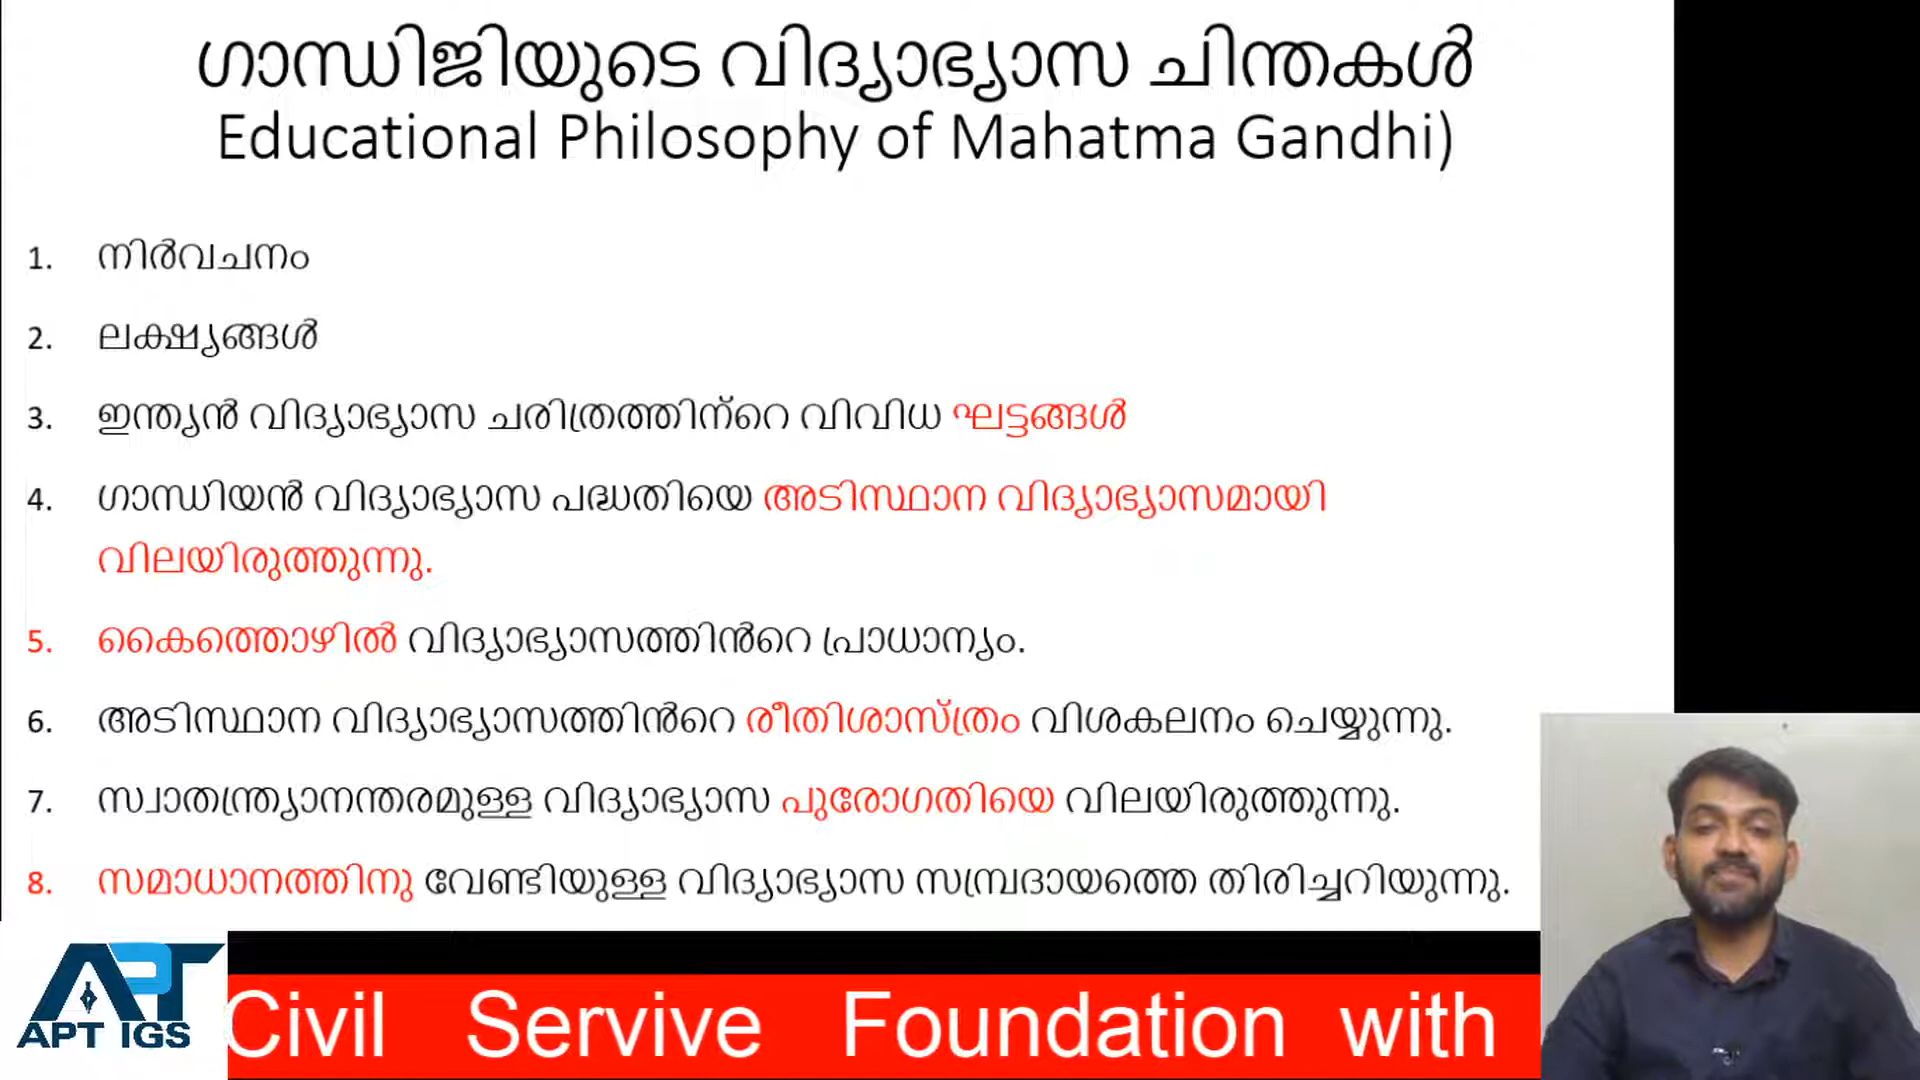 ഗാന്ധിജിയുടെ വിദ്യാഭ്യാസ ചിന്തകൾ
Educational Philosophy of Mahatma Gandhi)
1. നിർവചനം
2. ലക്ഷ്യങ്ങൾ
3. ഇന്ത്യൻ വിദ്യാഭ്യാസ ചരിത്രത്തിന്റെ വിവിധ ഘട്ടങ്ങൾ
4. ഗാന്ധിയൻ വിദ്യാഭ്യാസ പദ്ധതിയെ അടിസ്ഥാന വിദ്യാഭ്യാസമായി
വിലയിരുത്തുന്നു.
5. കൈത്തൊഴിൽ വിദ്യാഭ്യാസത്തിൻറെ പ്രാധാന്യം.
6. അടിസ്ഥാന വിദ്യാഭ്യാസത്തിൻറെ രീതിശാസ്ത്രം വിശകലനം ചെയ്യുന്നു.
7. സ്വാതന്ത്ര്യാനന്തരമുള്ള വിദ്യാഭ്യാസ പുരോഗതിയെ വിലയിരുത്തുന്നു.
8. സമാധാനത്തിനു വേണ്ടിയുള്ള വിദ്യാഭ്യാസ സമ്പ്രദായത്തെ തിരിച്ചറിയുന്നു.
APT
APT IGS
Civil Servive Foundation with